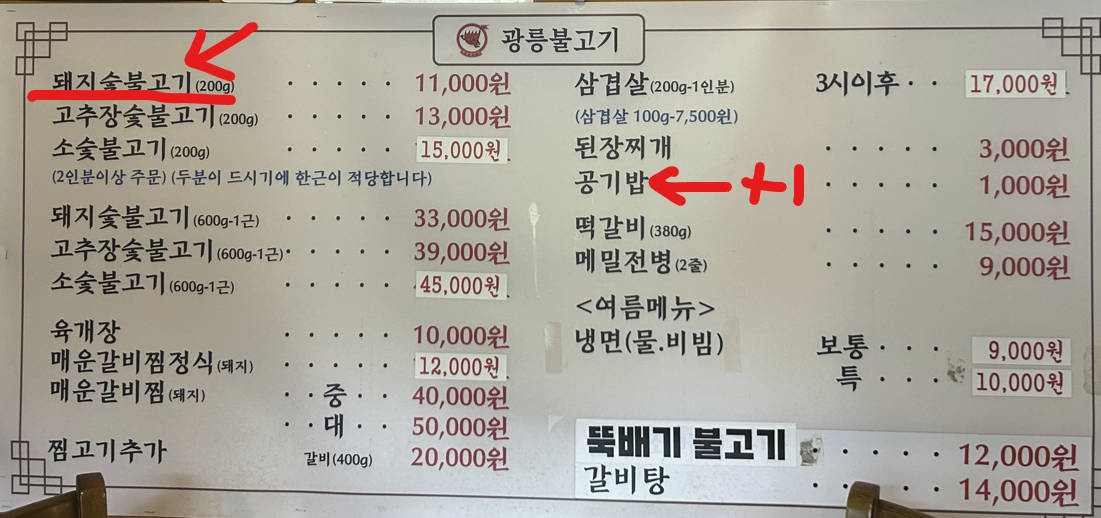 광릉불고기
돼지숯불고기(200g) · · · · · 11,000원
고추장숯불고기(200g) · · · · · 13,000원
소숯불고기(200g) · · · · · 15,000원
(2인분이상 주문) (두분이 드시기에 한근이 적당합니다)
돼지숯불고기(600g-1근) · · · · · 33,000원
고추장숯불고기(600g-1근) · · · · · 39,000원
소숯불고기(600g-1근) · · · · · 45,000원
육개장 · · · · · 10,000원
매운갈비찜정식(돼지) · · · · · 12,000원
매운갈비찜(돼지) · · 중 · · 40,000원
· · 대 · · 50,000원
찜고기추가 갈비(400g) 20,000원
삼겹살(200g-1인분) 3시이후 · · 17,000원
(삼겹살 100g-7,500원)
된장찌개 · · · · · 3,000원
공기밥 · · · · · 1,000원
+1
떡갈비(380g) · · · · · 15,000원
메밀전병(2줄) · · · · · 9,000원
<여름메뉴>
냉면(물.비빔) 보통 · · · 9,000원
특 · · · 10,000원
뚝배기 불고기 · · · · 12,000원
갈비탕 · · · · 14,000원